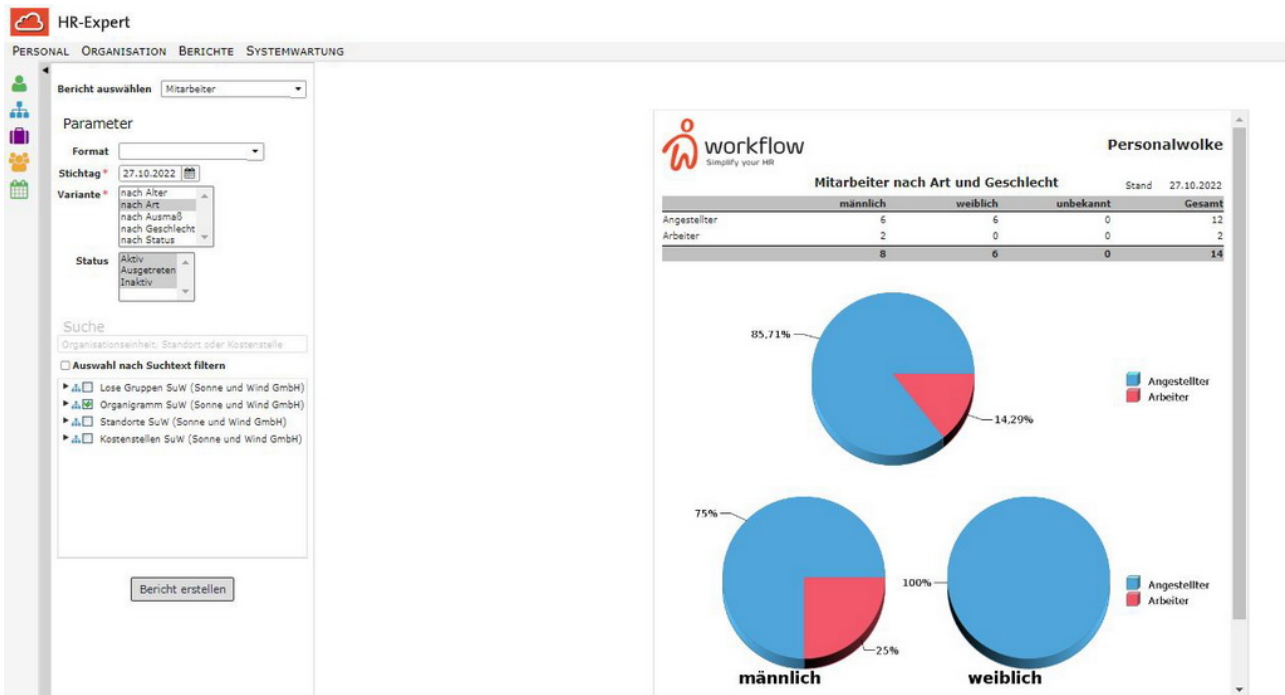 HR-Expert
PERSONAL ORGANISATION BERICHTE SYSTEMWARTUNG
Bericht auswählen Mitarbeiter
Parameter
Format
Stichtag* 27.10.2022
Variante* nach Alter
nach Art
nach Ausmaß
nach Geschlecht
nach Status
Status Aktiv
Ausgetreten
Inaktiv
Suche
Organisationseinheit, Standort oder Kostenstelle
Auswahl nach Suchtext filtern
Lose Gruppen SuW (Sonne und Wind GmbH)
Organigramm SuW (Sonne und Wind GmbH)
Standorte SuW (Sonne und Wind GmbH)
Kostenstellen SuW (Sonne und Wind GmbH)
Bericht erstellen
workflow
Simplify your HR
Personalwolke
Mitarbeiter nach Art und Geschlecht Stand 27.10.2022
männlich weiblich unbekannt Gesamt
Angestellter 6 6 0 12
Arbeiter 2 0 0 2
8 6 0 14
85,71%
14,29%
Angestellter
Arbeiter
75%
25%
männlich
100%
weiblich
Angestellter
Arbeiter